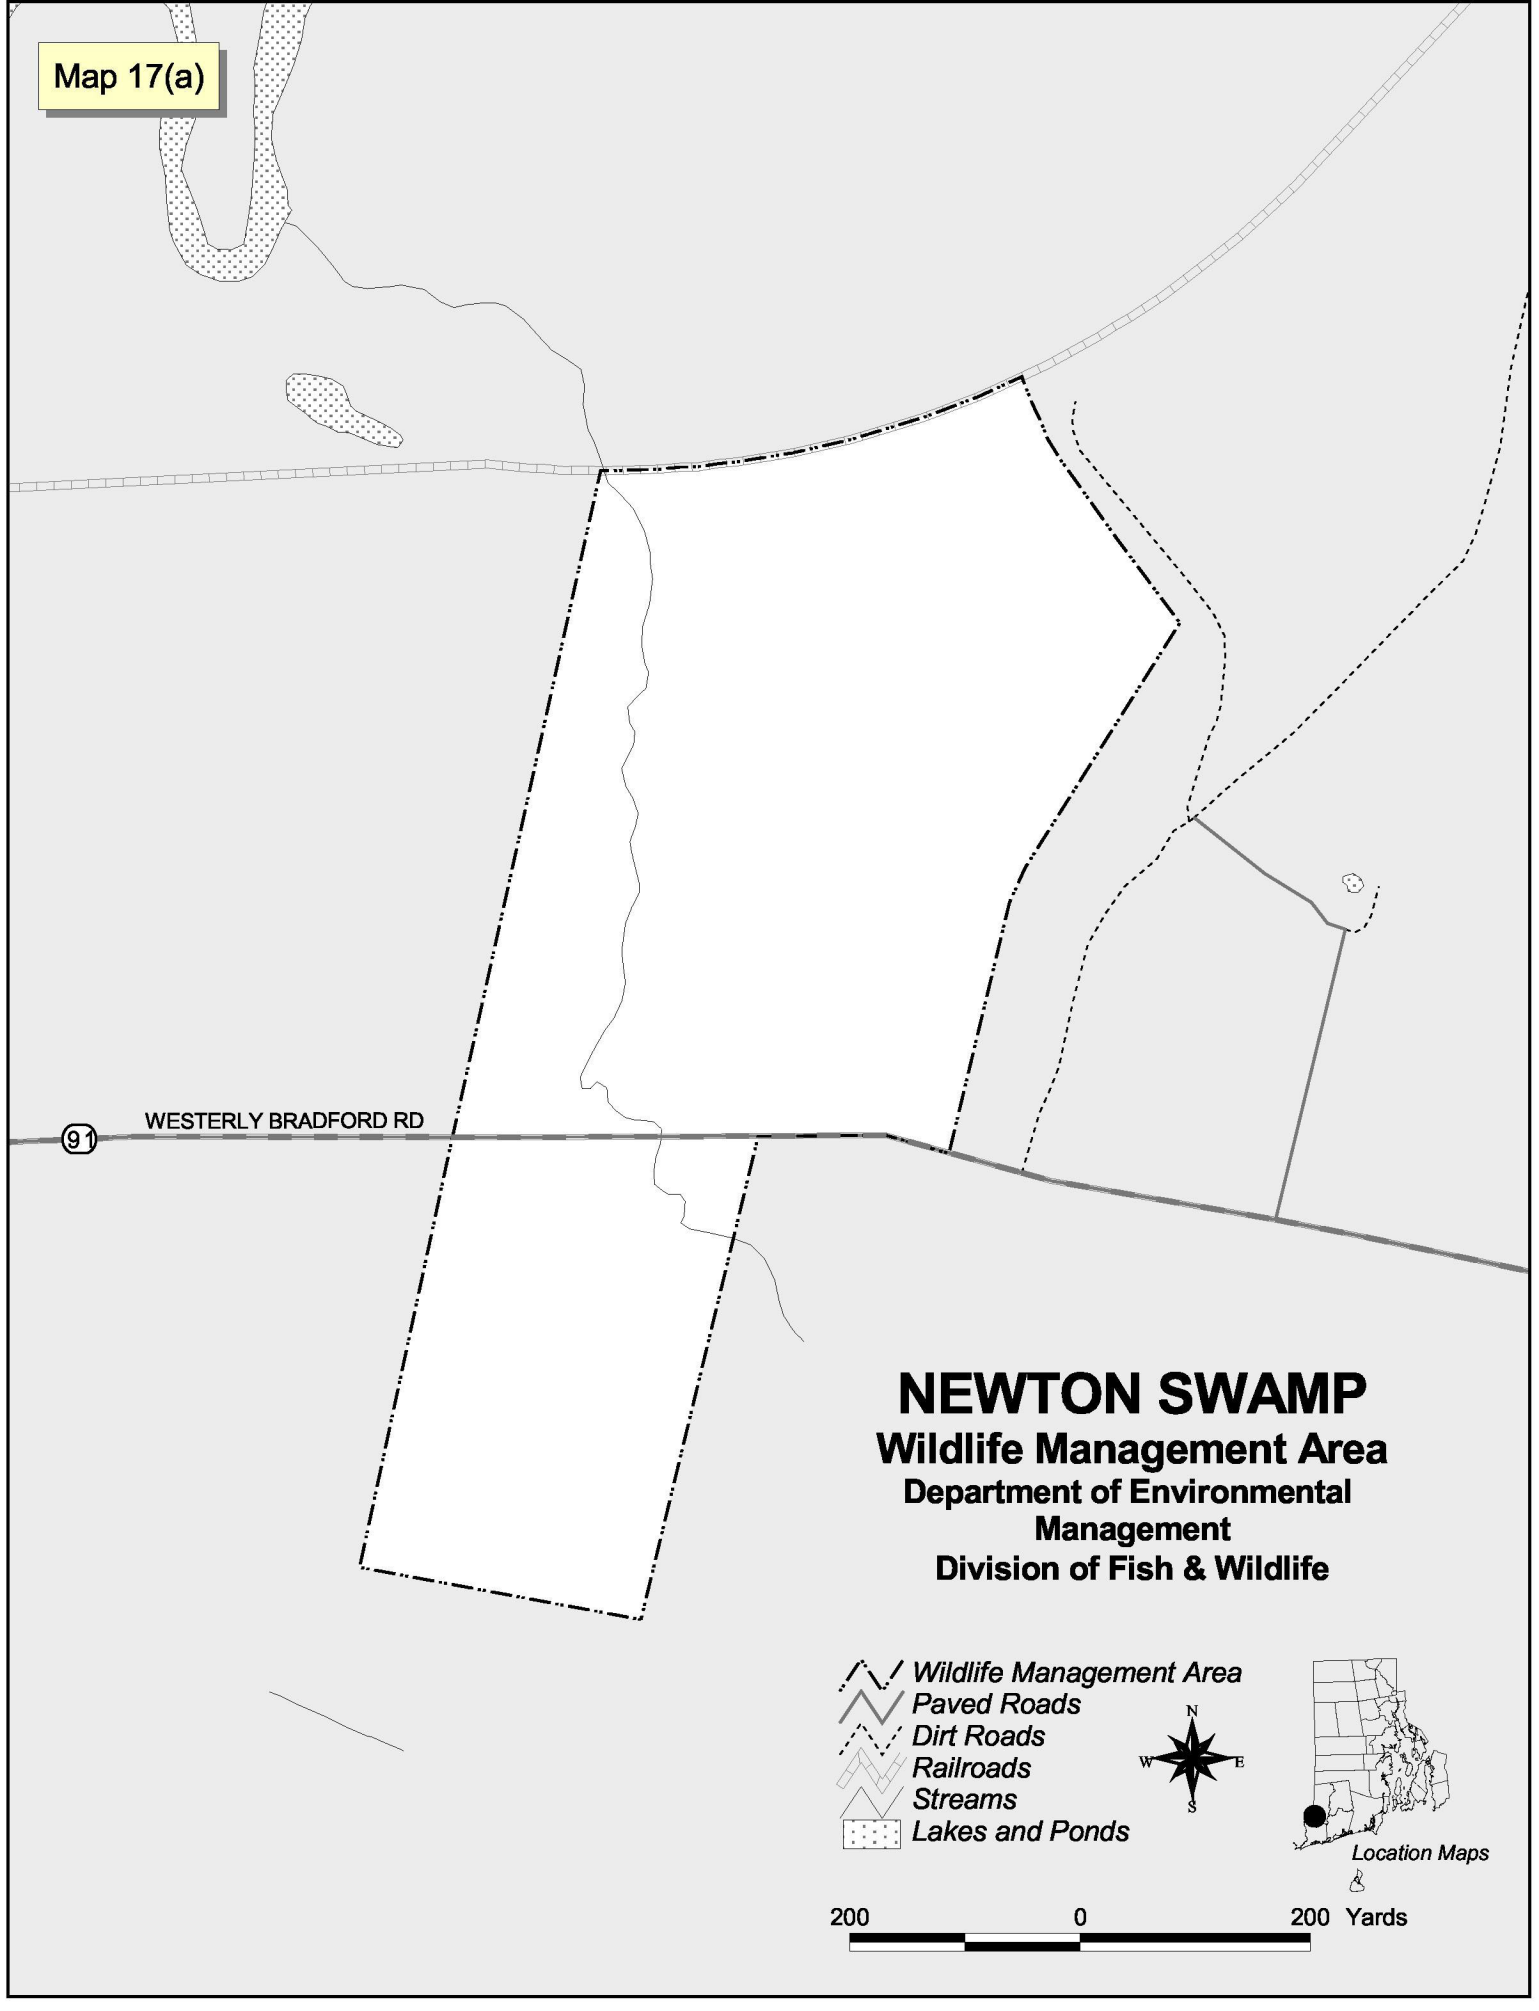 Map 17(a)
WESTERLY BRADFORD RD
91
NEWTON SWAMP
Wildlife Management Area
Department of Environmental
Management
Division of Fish & Wildlife
Wildlife Management Area
Paved Roads
Dirt Roads
Railroads
Streams
Lakes and Ponds
N
W E
S
Location Maps
200 0 200 Yards